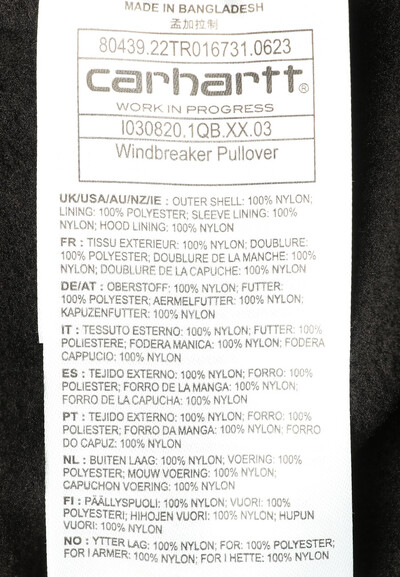 MADE IN BANGLADESH
孟加拉制
80439.22TR016731.0623
carhartt®
WORK IN PROGRESS
I030820.1QB.XX.03
Windbreaker Pullover
UK/USA/AU/NZ/IE : OUTER SHELL: 100% NYLON;
LINING: 100% POLYESTER; SLEEVE LINING: 100%
NYLON; HOOD LINING: 100% NYLON
FR : TISSU EXTERIEUR: 100% NYLON; DOUBLURE:
100% POLYESTER; DOUBLURE DE LA MANCHE: 100%
NYLON; DOUBLURE DE LA CAPUCHE: 100% NYLON
DE/AT : OBERSTOFF: 100% NYLON; FUTTER:
100% POLYESTER; AERMELFUTTER: 100% NYLON;
KAPUZENFUTTER: 100% NYLON
IT : TESSUTO ESTERNO: 100% NYLON; FUTTER: 100%
POLIESTERE; FODERA MANICA: 100% NYLON; FODERA
CAPPUCIO: 100% NYLON
ES : TEJIDO EXTERNO: 100% NYLON; FORRO: 100%
POLIESTER; FORRO DE LA MANGA: 100% NYLON;
FORRO DE LA CAPUCHA: 100% NYLON
PT : TEJIDO EXTERNO: 100% NYLON; FORRO: 100%
POLIESTER; FORRO DA MANGA: 100% NYLON; FORRO
DO CAPUZ: 100% NYLON
NL : BUITEN LAAG: 100% NYLON; VOERING: 100%
POLYESTER; MOUW VOERING: 100% NYLON;
CAPUCHON VOERING: 100% NYLON
FI : PÄÄLLYSPUOLI: 100% NYLON; VUORI: 100%
POLYESTERI; HIHOJEN VUORI: 100% NYLON; HUPUN
VUORI: 100% NYLON
NO : YTTER LAG: 100% NYLON; FOR: 100% POLYESTER;
FOR I ARMER: 100% NYLON; FOR I HETTE: 100% NYLON